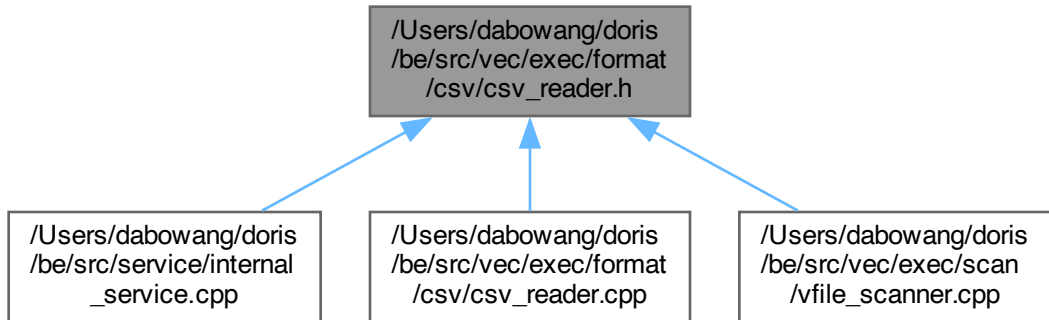 /Users/dabowang/doris
/be/src/vec/exec/format
/csv/csv_reader.h
/Users/dabowang/doris
/be/src/service/internal
_service.cpp
/Users/dabowang/doris
/be/src/vec/exec/format
/csv/csv_reader.cpp
/Users/dabowang/doris
/be/src/vec/exec/scan
/vfile_scanner.cpp